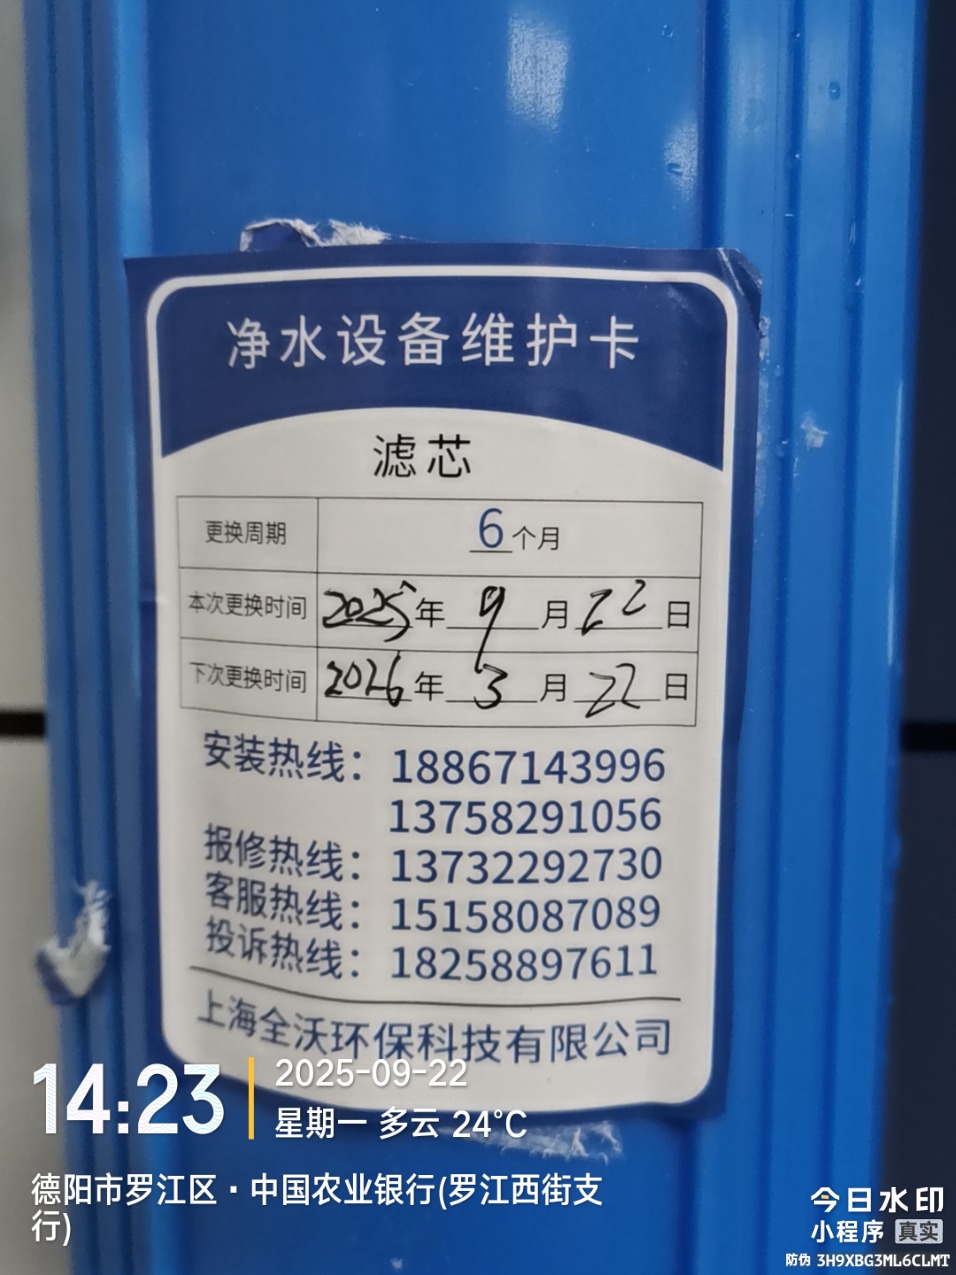 净水设备维护卡
滤芯
更换周期 6个月
本次更换时间 2025年9月22日
下次更换时间 2026年3月22日
安装热线：18867143996
13758291056
报修热线：13732292730
客服热线：15158087089
投诉热线：18258897611
上海全沃环保科技有限公司
14:23
2025-09-22
星期一 多云 24°C
德阳市罗江区·中国农业银行(罗江西街支
行)
今日水印
小程序 真实
防伪 3H9XBG3ML6CLMT